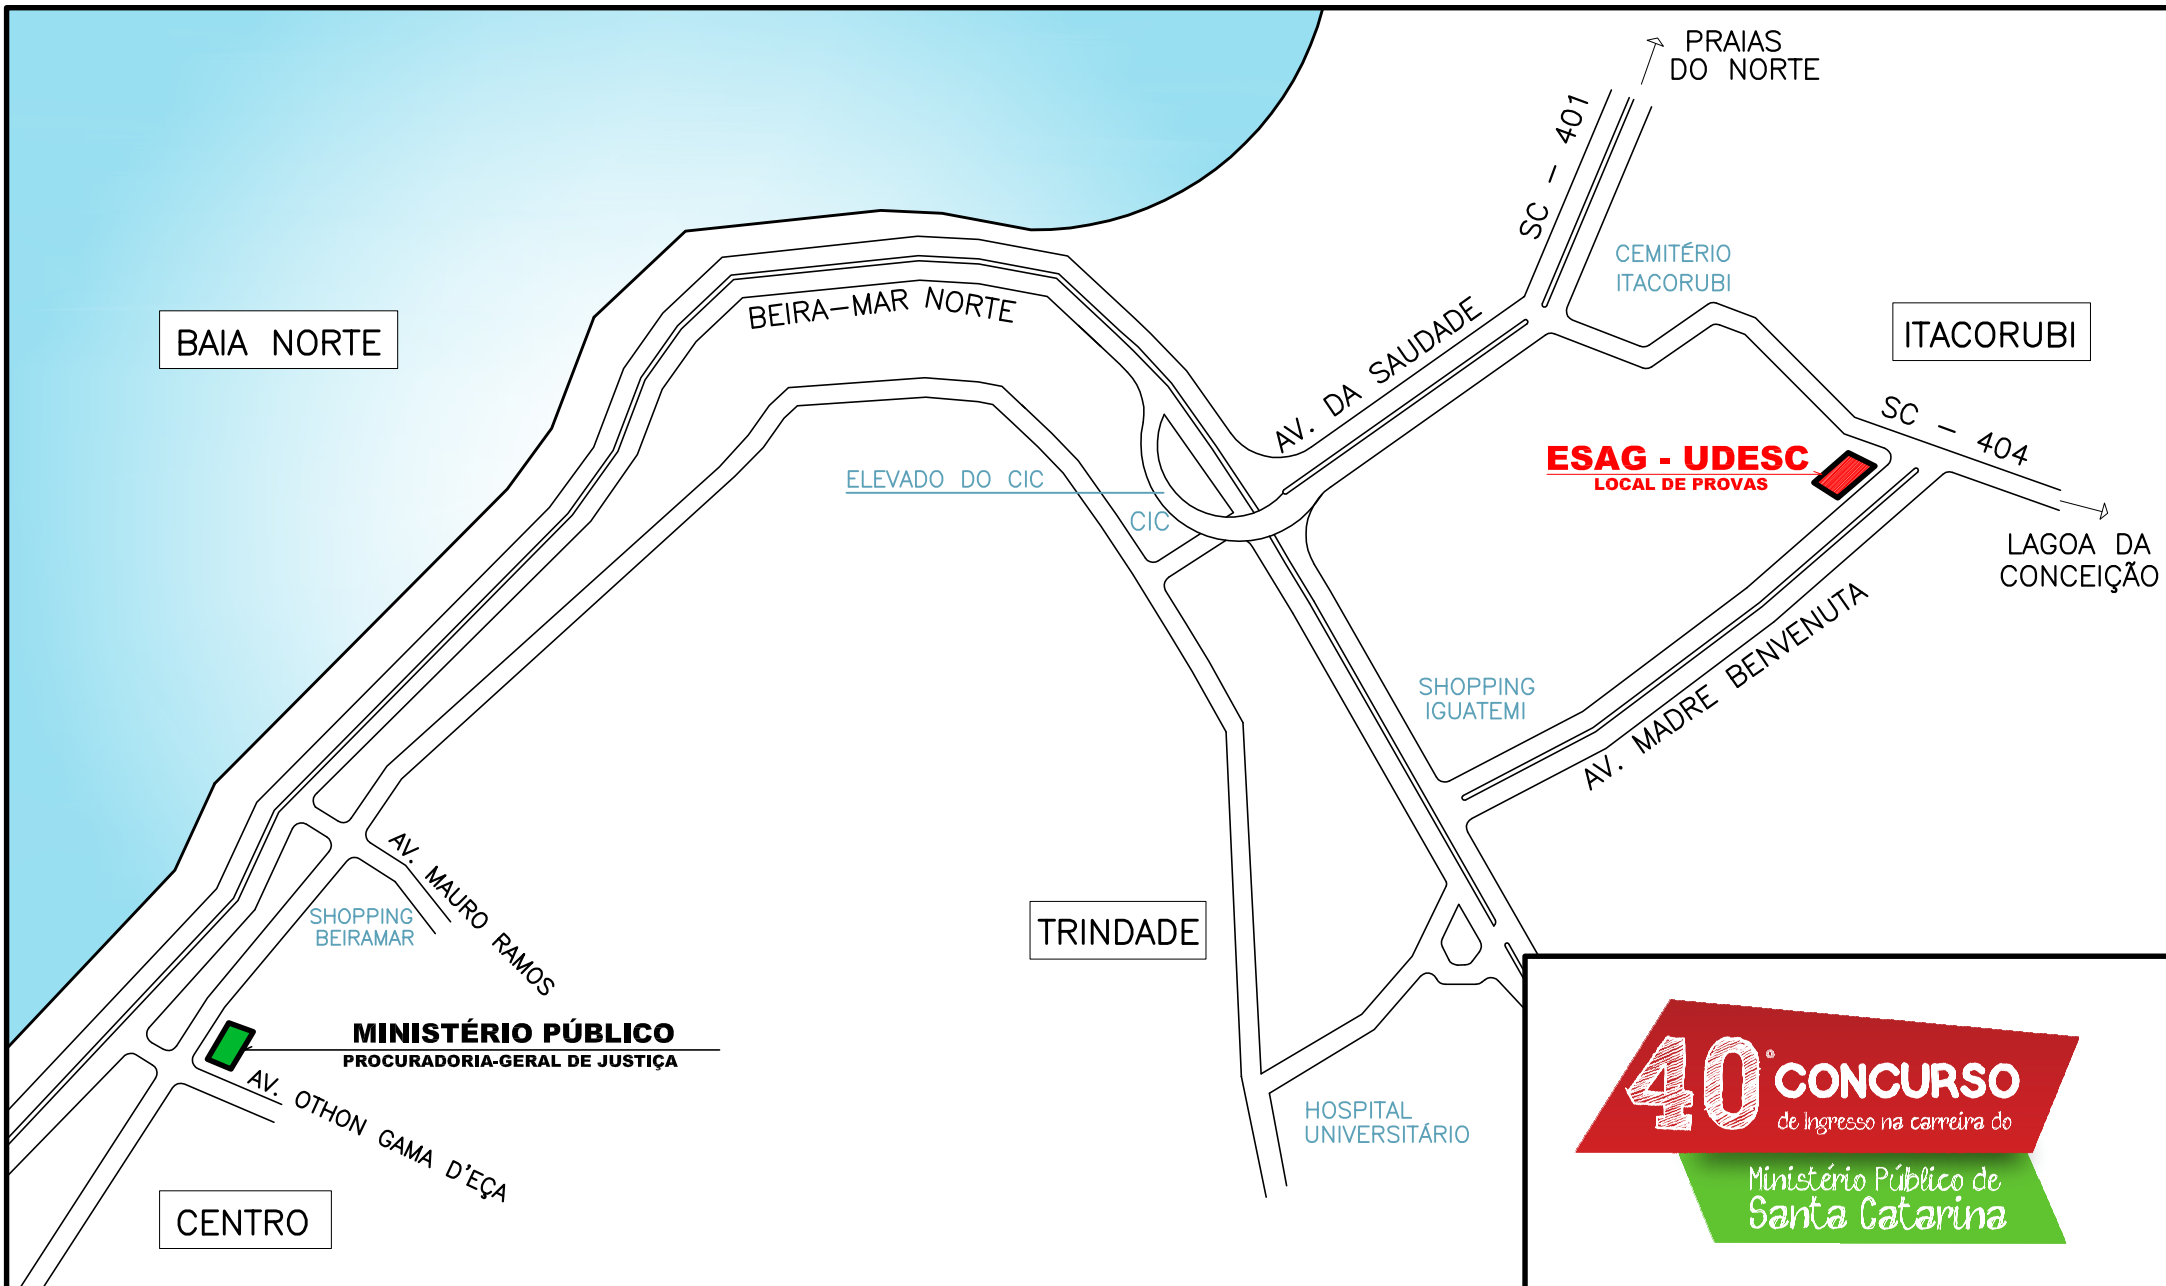 PRAIAS
DO NORTE
SC - 401
CEMITÉRIO
ITACORUBI
BAIA NORTE
BEIRA-MAR NORTE
ITACORUBI
AV. DA SAUDADE
SC - 404
ESAG - UDESC
LOCAL DE PROVAS
ELEVADO DO CIC
CIC
LAGOA DA
CONCEIÇÃO
SHOPPING
IGUATEMI
AV. MADRE BENVENUTA
AV. MAURO RAMOS
SHOPPING
BEIRAMAR
TRINDADE
MINISTÉRIO PÚBLICO
PROCURADORIA-GERAL DE JUSTIÇA
AV. OTHON GAMA D'EÇA
HOSPITAL
UNIVERSITÁRIO
CENTRO
40° CONCURSO
de Ingresso na carreira do
Ministério Público de
Santa Catarina